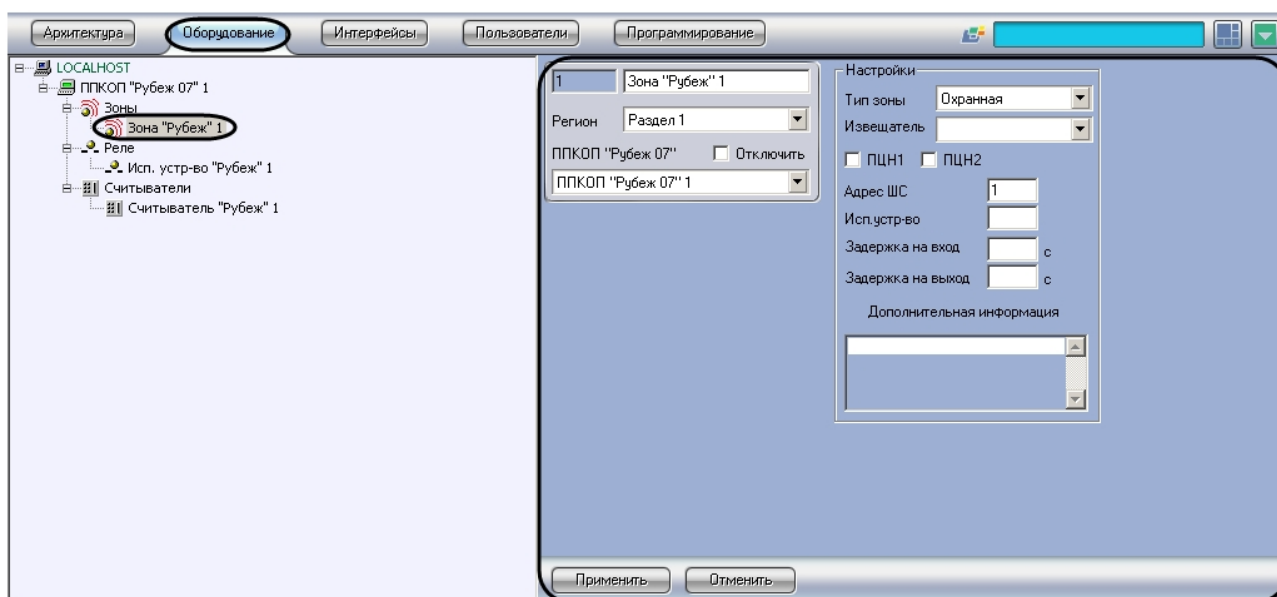 Архитектура Оборудование Интерфейсы Пользователи Программирование
LOCALHOST
ППКОП "Рубеж 07" 1
Зоны
Зона "Рубеж" 1
Реле
Исп. устр-во "Рубеж" 1
Считыватели
Считыватель "Рубеж" 1
1 Зона "Рубеж" 1
Регион Раздел 1
ППКОП "Рубеж 07" Отключить
ППКОП "Рубеж 07" 1
Настройки
Тип зоны Охранная
Извещатель
ПЦН1 ПЦН2
Адрес ШС 1
Исп.устр-во
Задержка на вход с
Задержка на выход с
Дополнительная информация
Применить Отменить